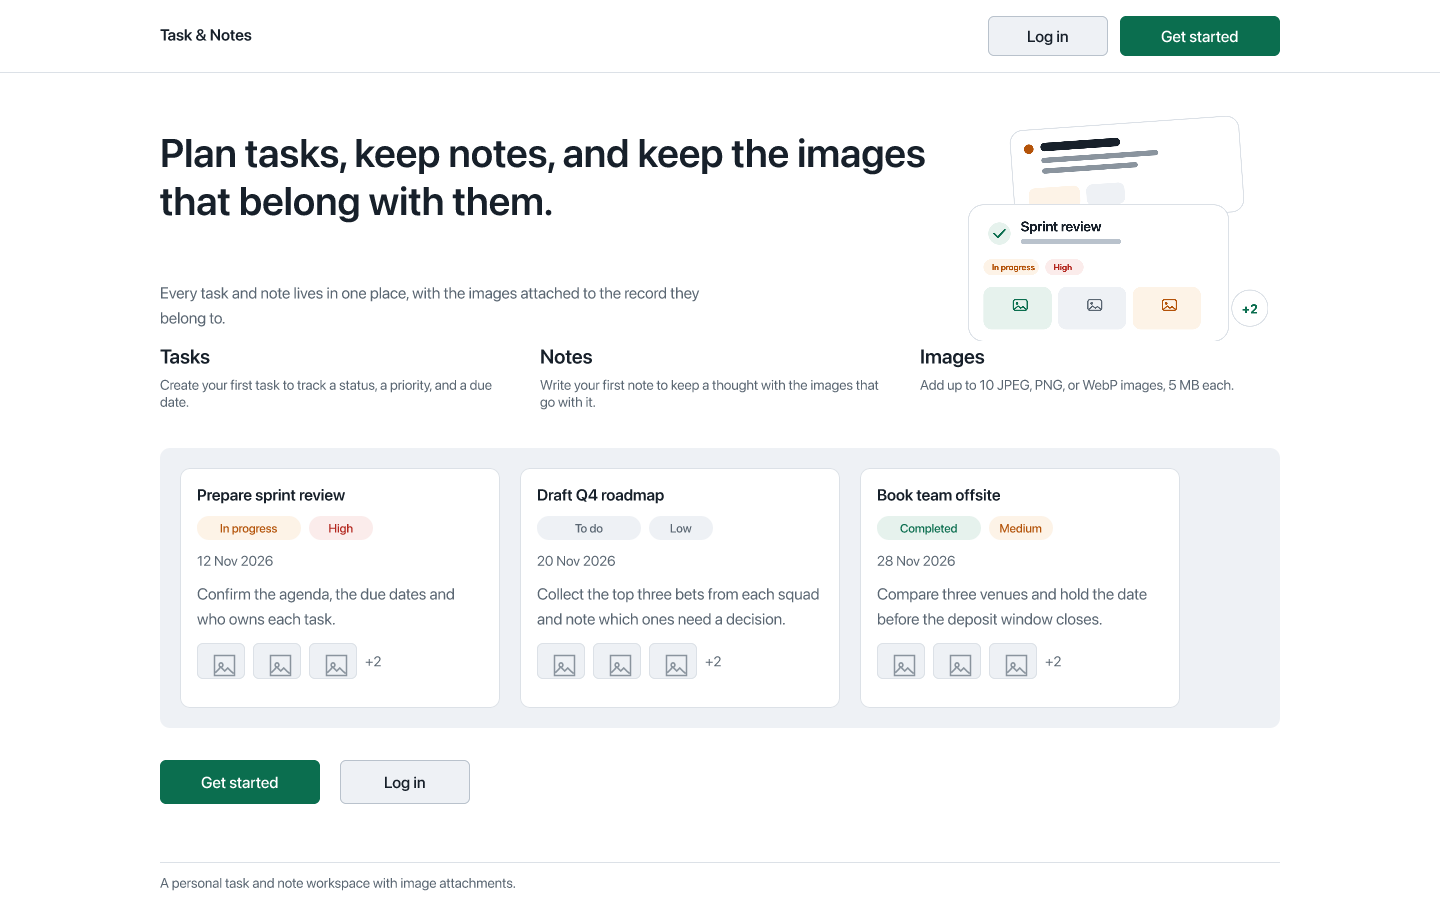 Task & Notes
Log in
Get started
Plan tasks, keep notes, and keep the images
that belong with them.
Sprint review
In progress
High
+2
Every task and note lives in one place, with the images attached to the record they
belong to.
Tasks
Create your first task to track a status, a priority, and a due
date.
Notes
Write your first note to keep a thought with the images that
go with it.
Images
Add up to 10 JPEG, PNG, or WebP images, 5 MB each.
Prepare sprint review
In progress
High
12 Nov 2026
Confirm the agenda, the due dates and
who owns each task.
+2
Draft Q4 roadmap
To do
Low
20 Nov 2026
Collect the top three bets from each squad
and note which ones need a decision.
+2
Book team offsite
Completed
Medium
28 Nov 2026
Compare three venues and hold the date
before the deposit window closes.
+2
Get started
Log in
A personal task and note workspace with image attachments.